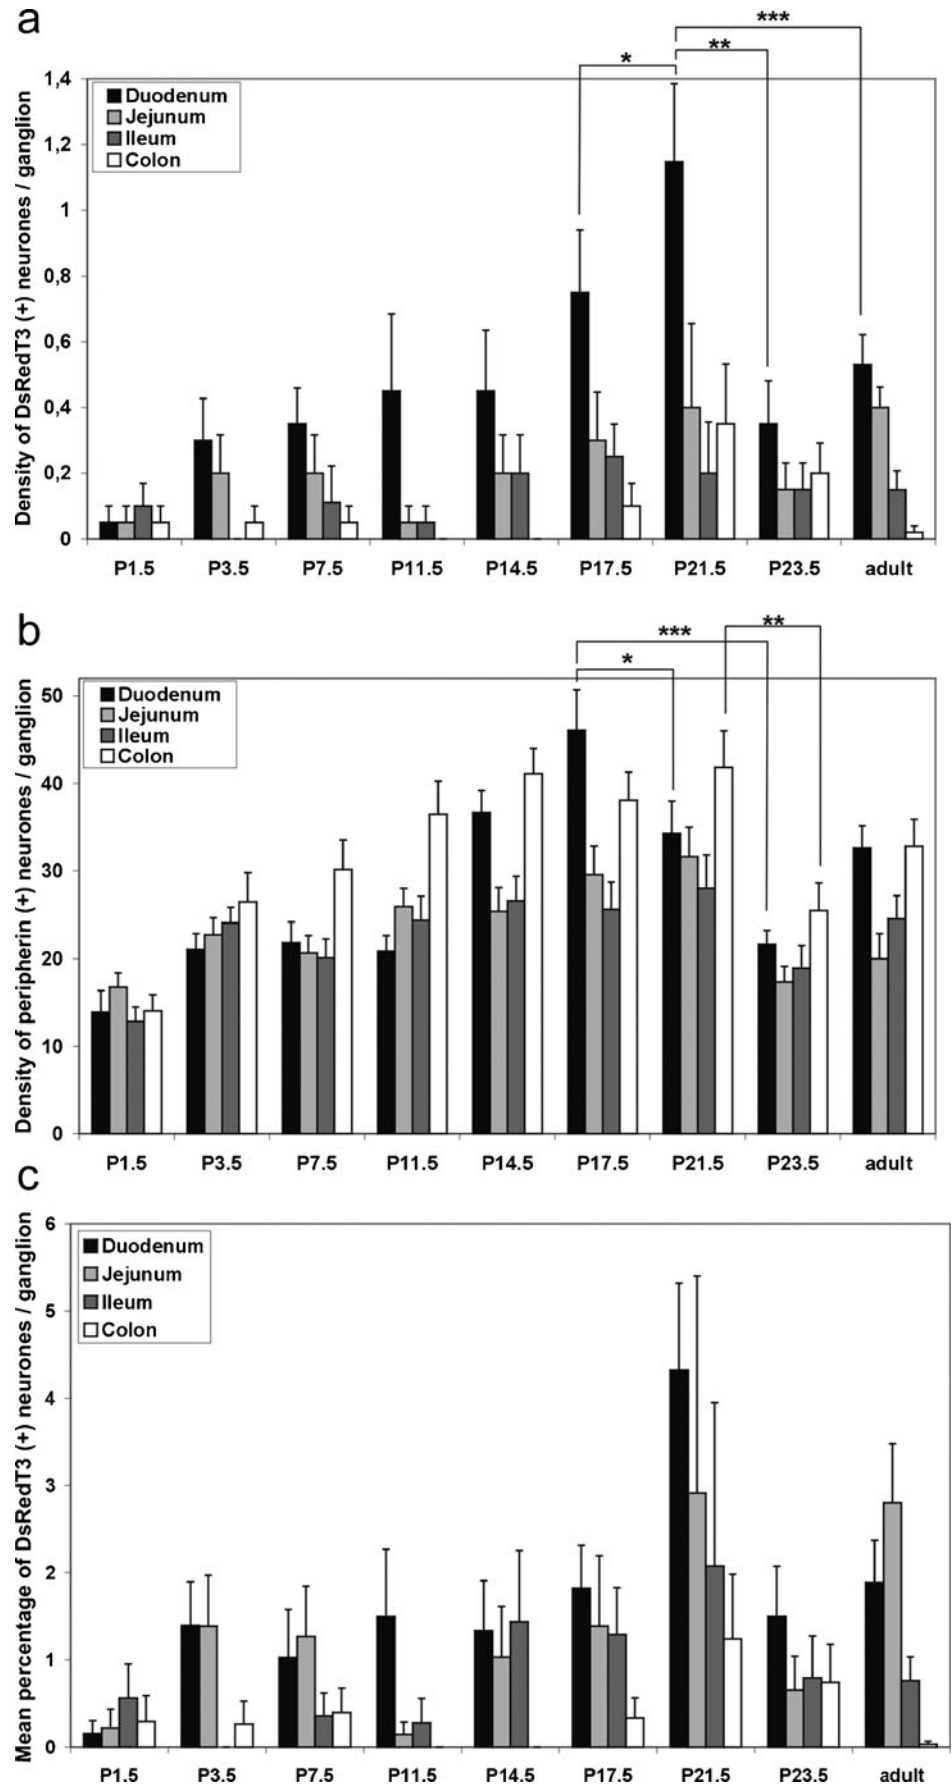 a
***
**
*
Density of DsRedT3 (+) neurones / ganglion
1,4
1,2
1
0,8
0,6
0,4
0,2
0
Duodenum
Jejunum
Ileum
Colon
P1.5 P3.5 P7.5 P11.5 P14.5 P17.5 P21.5 P23.5 adult
b
**
***
*
Density of peripherin (+) neurones / ganglion
50
40
30
20
10
0
Duodenum
Jejunum
Ileum
Colon
P1.5 P3.5 P7.5 P11.5 P14.5 P17.5 P21.5 P23.5 adult
c
Mean percentage of DsRedT3 (+) neurones / ganglion
6
5
4
3
2
1
0
Duodenum
Jejunum
Ileum
Colon
P1.5 P3.5 P7.5 P11.5 P14.5 P17.5 P21.5 P23.5 adult